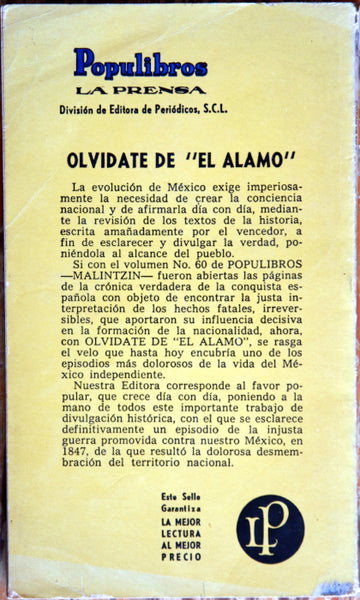 Populibros
LA PRENSA
División de Editora de Periódicos, S.C.L.
OLVIDATE DE "EL ALAMO"
La evolución de México exige imperiosa-
mente la necesidad de crear la conciencia
nacional y de afirmarla día con día, median-
te la revisión de los textos de la historia,
escrita amañadamente por el vencedor, a
fin de esclarecer y divulgar la verdad, po-
niéndola al alcance del pueblo.
Si con el volumen No. 60 de POPULIBROS
—MALINTZIN— fueron abiertas las páginas
de la crónica verdadera de la conquista es-
pañola con objeto de encontrar la justa in-
terpretación de los hechos fatales, irrever-
sibles, que aportaron su influencia decisiva
en la formación de la nacionalidad, ahora,
con OLVIDATE DE "EL ALAMO", se rasga
el velo que hasta hoy encubría uno de los
episodios más dolorosos de la vida del Mé-
xico independiente.
Nuestra Editora corresponde al favor po-
pular, que crece día con día, poniendo a la
mano de todos este importante trabajo de
divulgación histórica, con el que se esclarece
definitivamente un episodio de la injusta
guerra promovida contra nuestro México, en
1847, de la que resultó la dolorosa desmem-
bración del territorio nacional.
Este Sello
Garantiza
LA MEJOR
LECTURA
AL MEJOR
PRECIO
LP